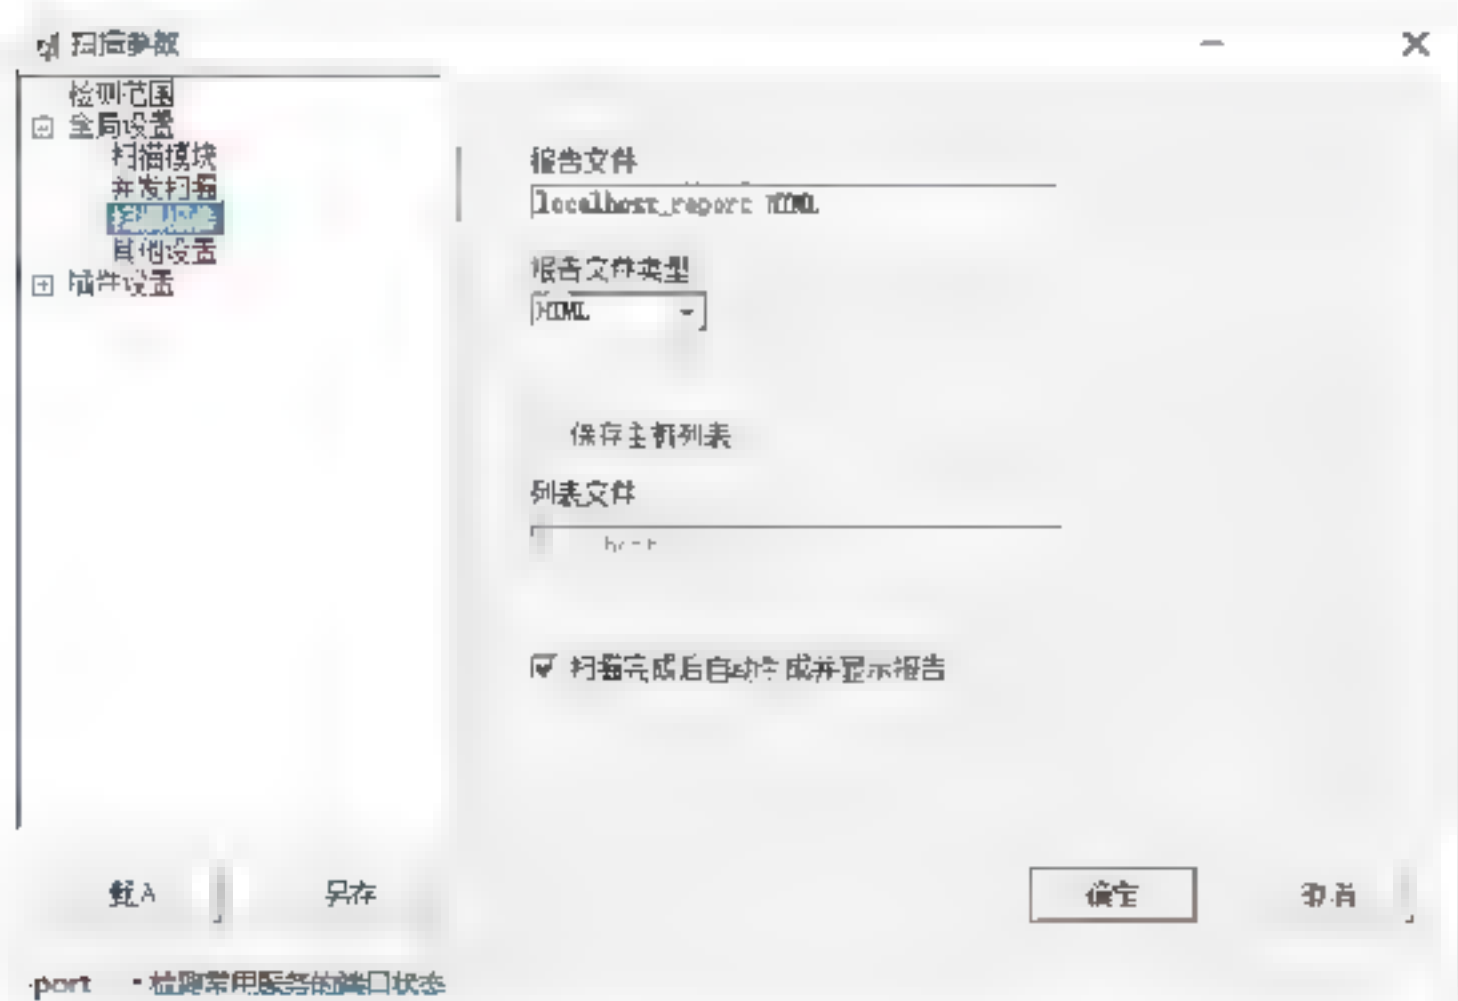 扫描参数
检测范围
全局设置
扫描模块
并发扫描
扫描报告
其他设置
插件设置
报告文件
localhost_report HTML
报告文件类型
HTML
保存主机列表
列表文件
扫描完成后自动生成并显示报告
载入
另存
确定
取消
port
- 检测常用服务的端口状态